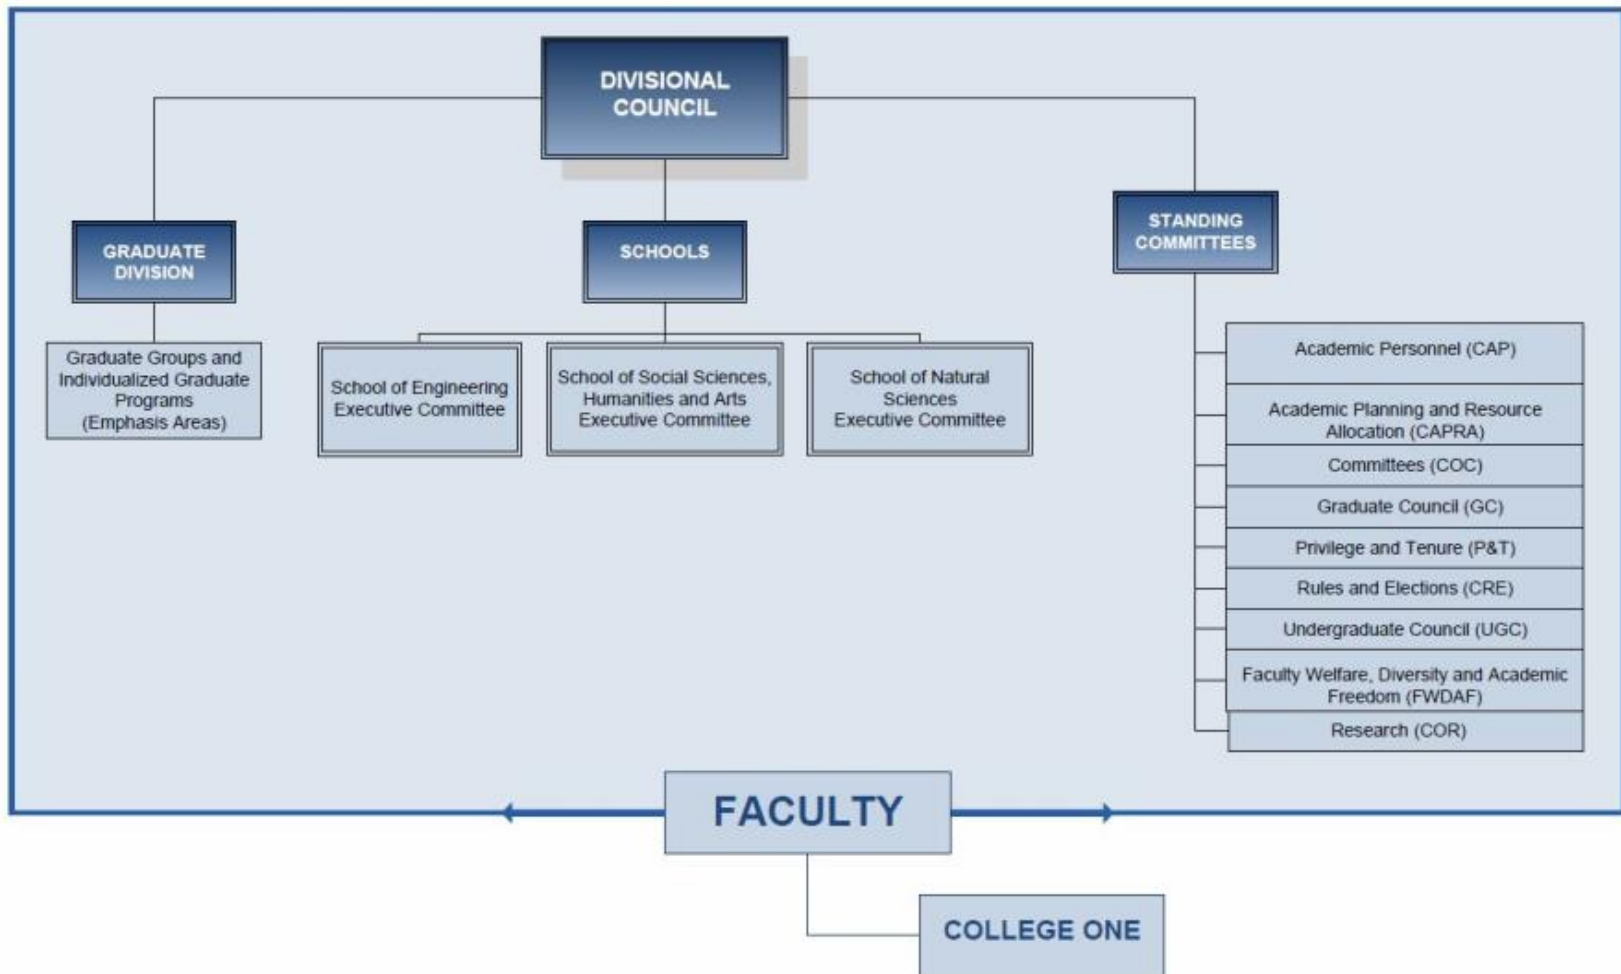 DIVISIONAL
COUNCIL
GRADUATE
DIVISION
SCHOOLS
STANDING
COMMITTEES
Graduate Groups and
Individualized Graduate
Programs
(Emphasis Areas)
School of Engineering
Executive Committee
School of Social Sciences,
Humanities and Arts
Executive Committee
School of Natural
Sciences
Executive Committee
Academic Personnel (CAP)
Academic Planning and Resource
Allocation (CAPRA)
Committees (COC)
Graduate Council (GC)
Privilege and Tenure (P&T)
Rules and Elections (CRE)
Undergraduate Council (UGC)
Faculty Welfare, Diversity and Academic
Freedom (FWDAF)
Research (COR)
FACULTY
COLLEGE ONE